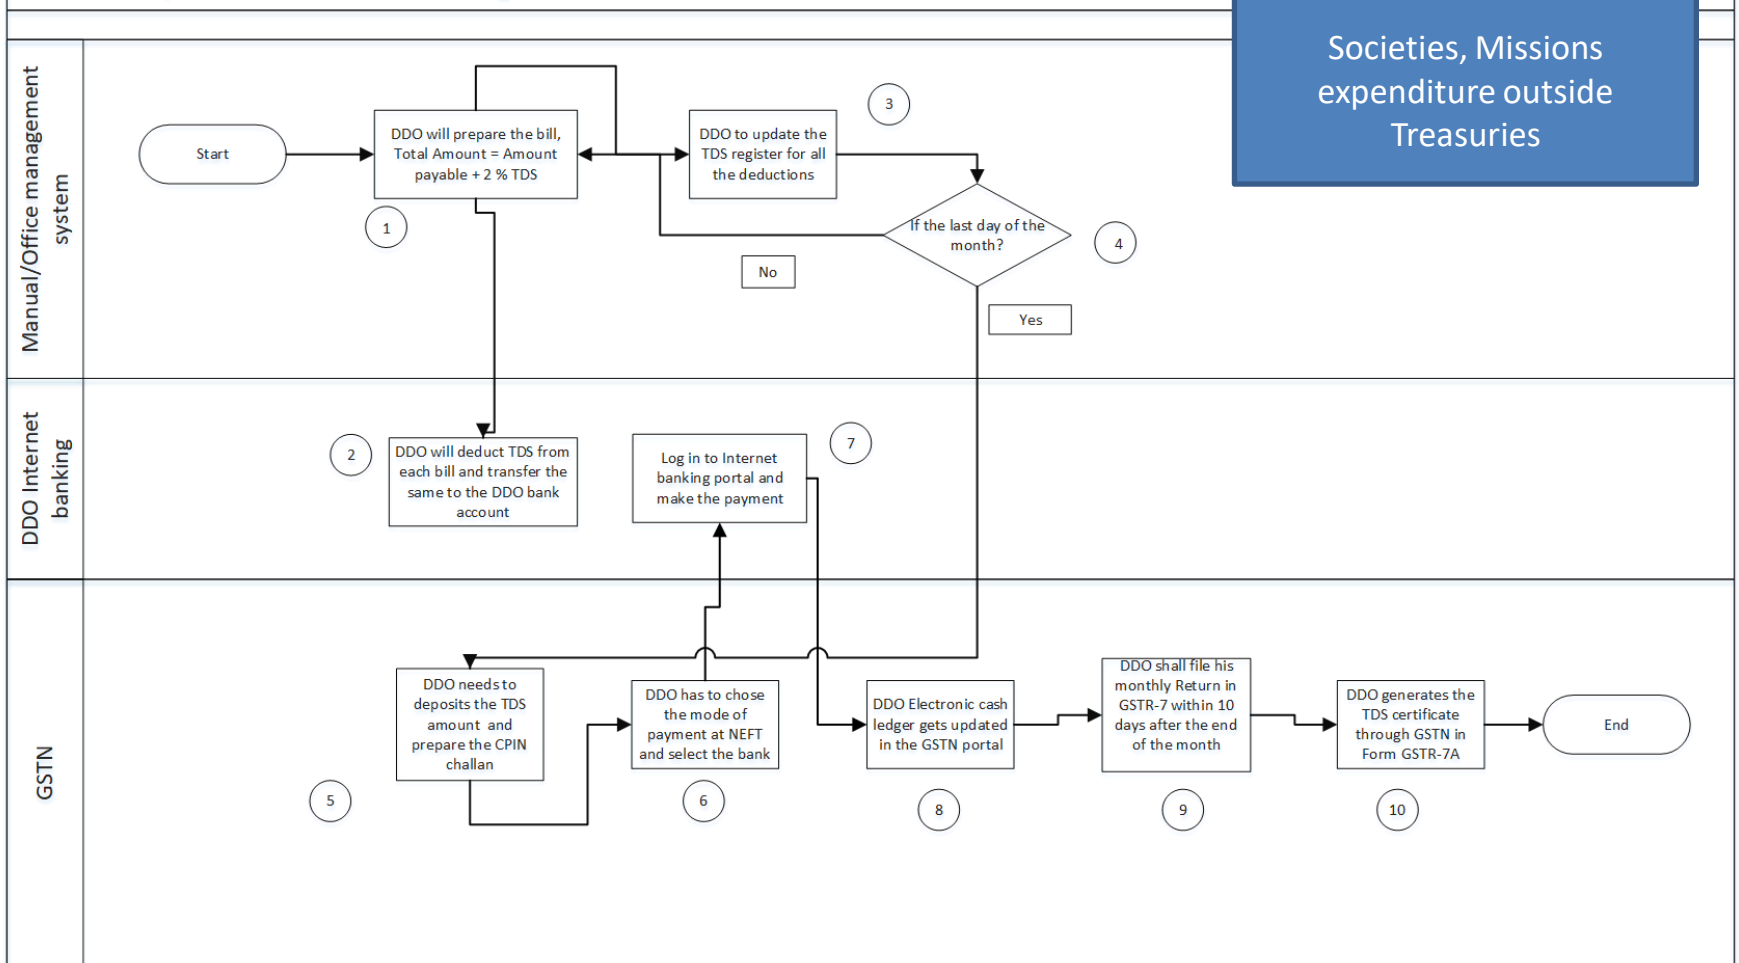 Societies, Missions
expenditure outside
Treasuries
Manual/Office management
system
Start
DDO will prepare the bill,
Total Amount = Amount
payable + 2 % TDS
1
DDO to update the
TDS register for all
the deductions
3
If the last day of the
month?
4
No
Yes
DDO Internet
banking
2
DDO will deduct TDS from
each bill and transfer the
same to the DDO bank
account
Log in to Internet
banking portal and
make the payment
7
GSTN
DDO needs to
deposits the TDS
amount and
prepare the CPIN
challan
5
DDO has to chose
the mode of
payment at NEFT
and select the bank
6
DDO Electronic cash
ledger gets updated
in the GSTN portal
8
DDO shall file his
monthly Return in
GSTR-7 within 10
days after the end
of the month
9
DDO generates the
TDS certificate
through GSTN in
Form GSTR-7A
10
End